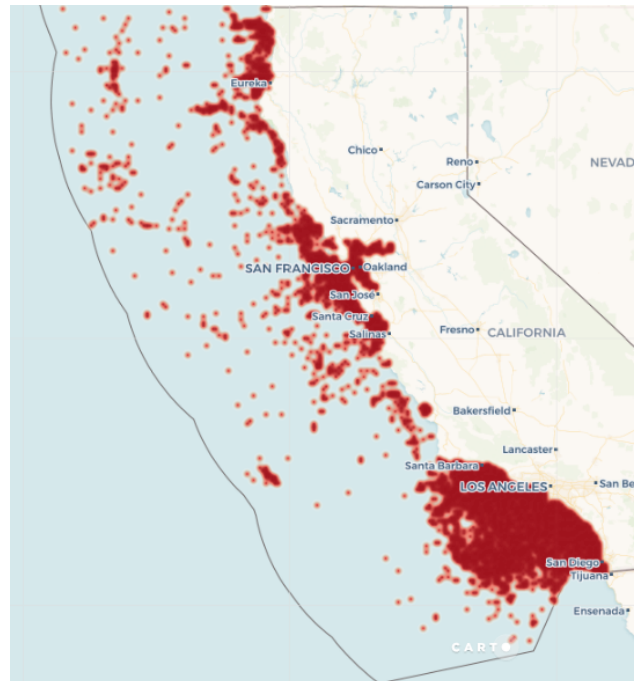 Eureka
Chico
Reno
Carson City
NEVAD
Sacramento
SAN FRANCISCO
Oakland
San José
Santa Cruz
Salinas
Fresno
CALIFORNIA
Bakersfield
Lancaster
Santa Barbara
LOS ANGELES
San Be
San Diego
Tijuana
Ensenada
CARTO